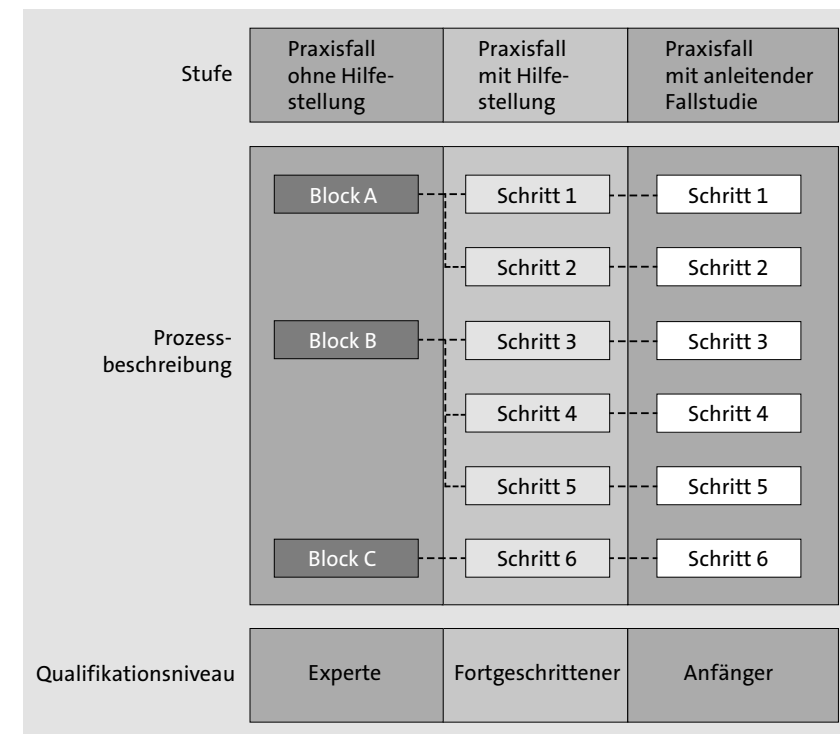 Stufe
Praxisfall
ohne Hilfe-
stellung
Praxisfall
mit Hilfe-
stellung
Praxisfall
mit anleitender
Fallstudie
Prozess-
beschreibung
Block A
Schritt 1
Schritt 1
Schritt 2
Schritt 2
Block B
Schritt 3
Schritt 3
Schritt 4
Schritt 4
Schritt 5
Schritt 5
Block C
Schritt 6
Schritt 6
Qualifikationsniveau
Experte
Fortgeschrittener
Anfänger